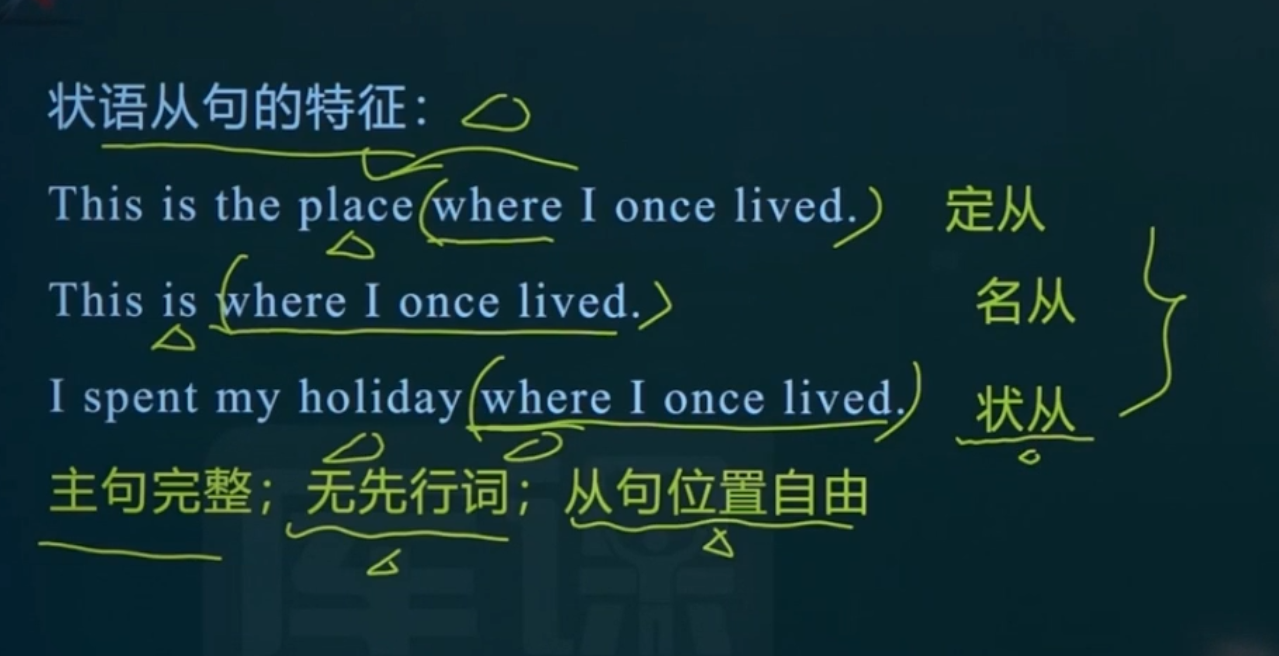 状语从句的特征：
This is the place where I once lived. 定从
This is where I once lived. 名从
I spent my holiday where I once lived. 状从
主句完整；无先行词；从句位置自由
库课